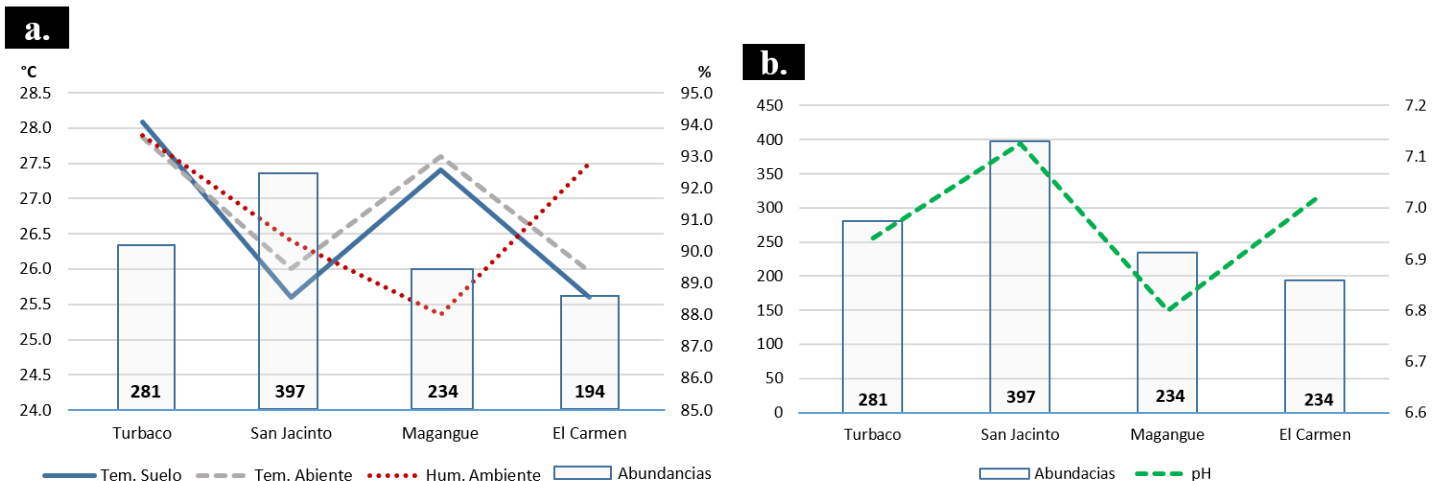 a.
°C %
28.5 95.0
28.0 94.0
27.5 93.0
27.0 92.0
26.5 91.0
26.0 90.0
25.5 89.0
25.0 88.0
24.5 87.0
24.0 86.0
85.0
281 397 234 194
Turbaco San Jacinto Magangue El Carmen
Tem. Suelo Tem. Abiente Hum. Ambiente Abundancias
b.
450 7.2
400 7.1
350 7.0
300 6.9
250 6.8
200 6.7
150 6.6
100
50
0
281 397 234 234
Turbaco San Jacinto Magangue El Carmen
Abundacias pH